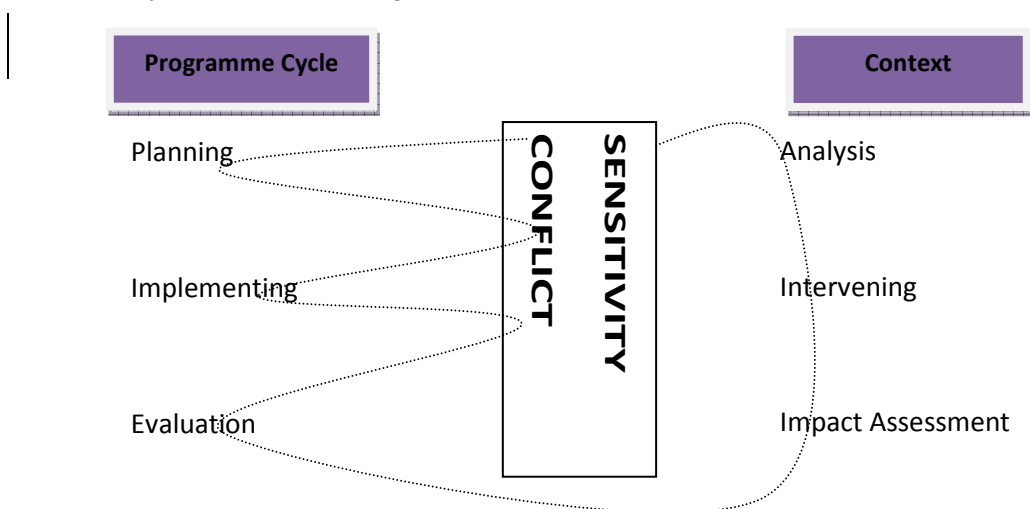 Programme Cycle
Context
Planning
Analysis
CONFLICT
SENSITIVITY
Implementing
Intervening
Evaluation
Impact Assessment